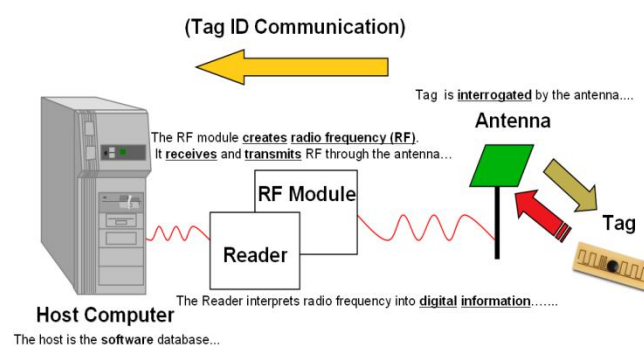 (Tag ID Communication)
Tag is interrogated by the antenna....
Antenna
The RF module creates radio frequency (RF).
It receives and transmits RF through the antenna…
RF Module
Tag
Reader
The Reader interprets radio frequency into digital information…....
Host Computer
The host is the software database...